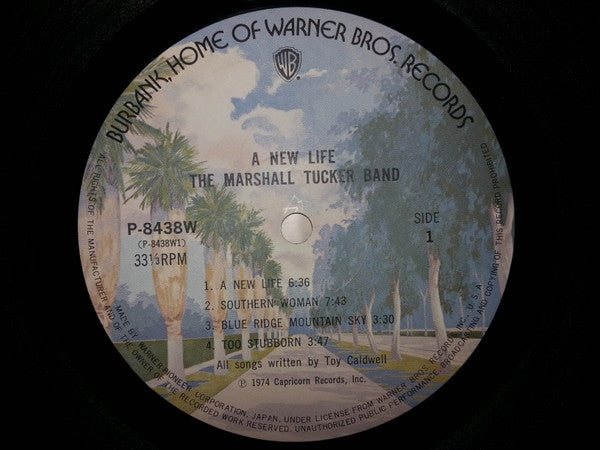 BURBANK, HOME OF WARNER BROS. RECORDS
WB
A NEW LIFE
THE MARSHALL TUCKER BAND
P-8438W
(P-8438W1)
33⅓RPM
SIDE
1
1. A NEW LIFE 6:36
2. SOUTHERN WOMAN 7:43
3. BLUE RIDGE MOUNTAIN SKY 3:30
4. TOO STUBBORN 3:47
All songs written by Toy Caldwell
Ⓟ 1974 Capricorn Records, Inc.
MADE BY WARNER-PIONEER CORPORATION, JAPAN, UNDER LICENSE FROM WARNER BROS RECORDS INC., U.S.A.
ALL RIGHTS OF THE MANUFACTURER AND OF THE OWNER OF THE RECORDED WORK RESERVED. UNAUTHORIZED PUBLIC PERFORMANCE, BROADCASTING AND COPYING OF THIS RECORD PROHIBITED